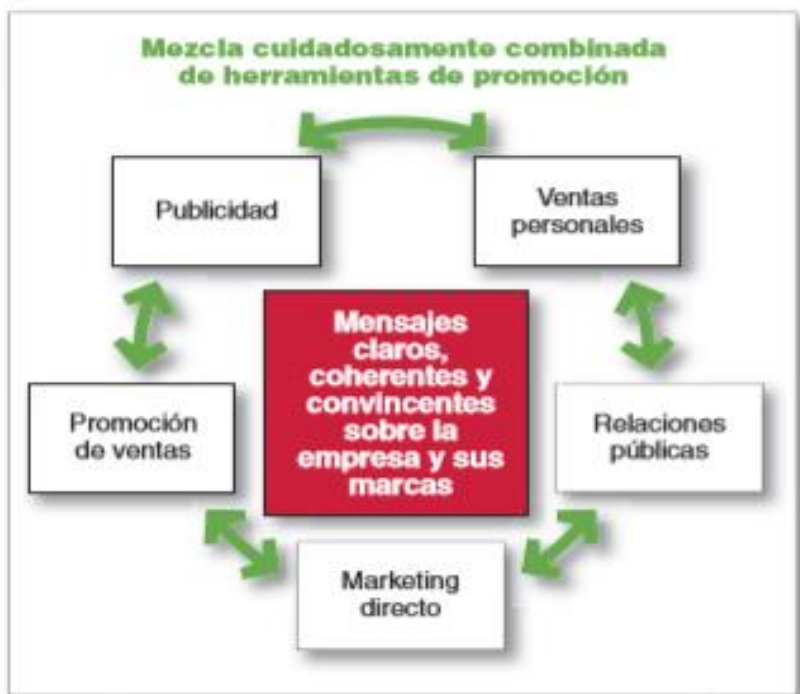 Mezcla cuidadosamente combinada
de herramientas de promoción
Publicidad
Ventas
personales
Mensajes
claros,
coherentes y
convincentes
sobre la
empresa y sus
marcas
Promoción
de ventas
Relaciones
públicas
Marketing
directo